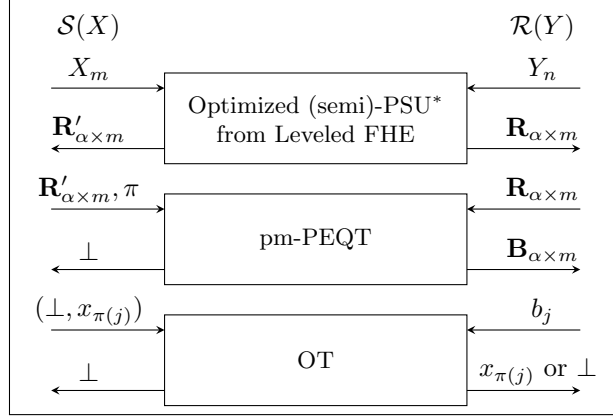 𝒮(X) ℛ(Y)
X_m Y_n
Optimized (semi)-PSU*
from Leveled FHE
R′_{α×m} R_{α×m}
R′_{α×m}, π R_{α×m}
pm-PEQT
⊥ B_{α×m}
(⊥, x_{π(j)}) b_j
OT
⊥ x_{π(j)} or ⊥